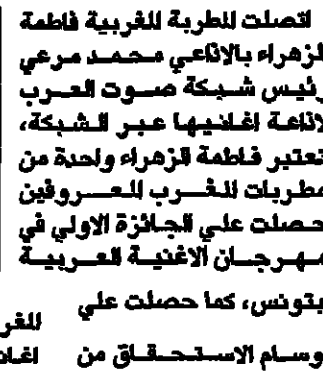 اتصلت المطربة المغربية فاطمة
الزهراء بالاذاعي محمد مرعي
رئيس شبكة صوت العرب
لاذاعة اغانيها عبر الشبكة،
تعتبر فاطمة الزهراء واحدة من
مطربات المغرب المعروفين
حصلت علي الجائزة الاولي في
مهرجان الاغنية العربية
بتونس، كما حصلت علي
وسام الاستحقاق من